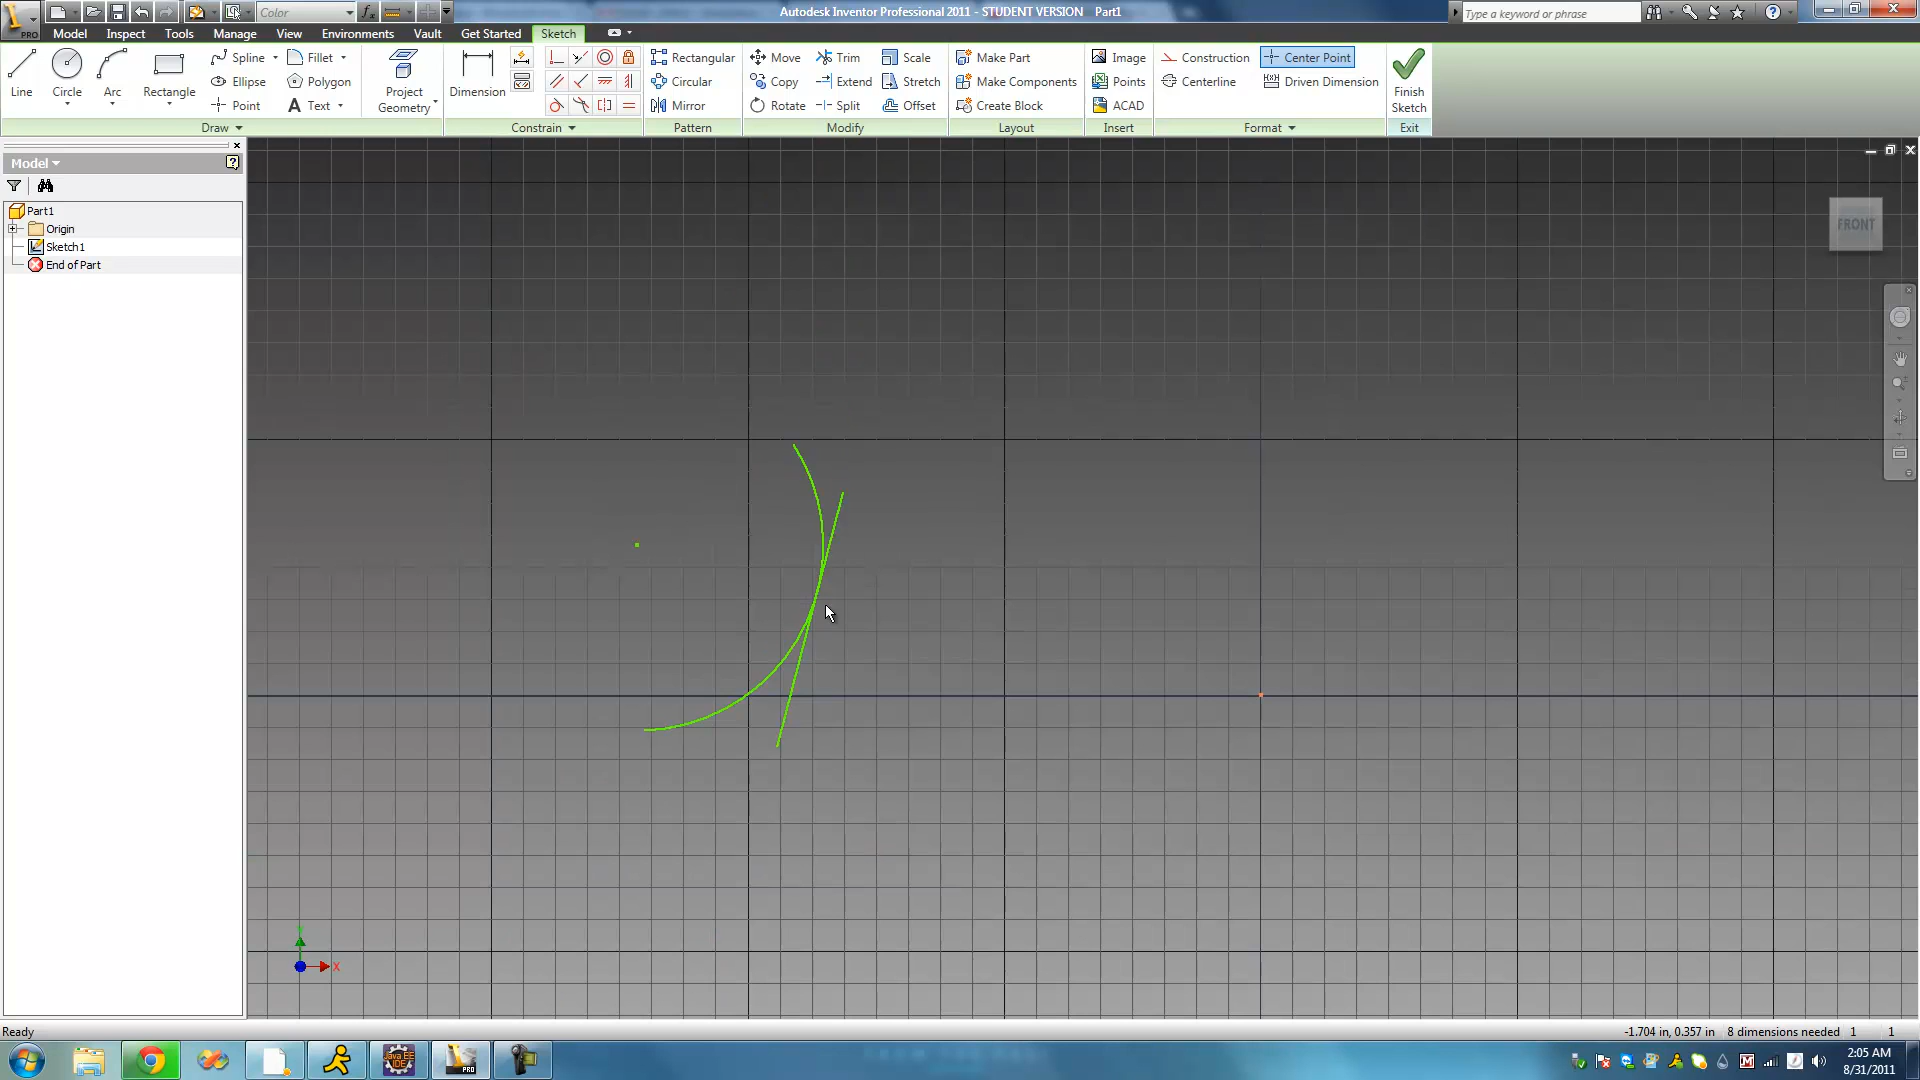 Color
Autodesk Inventor Professional 2011 - STUDENT VERSION Part1
Type a keyword or phrase
PRO
Model Inspect Tools Manage View Environments Vault Get Started Sketch
Line Circle Arc Rectangle
Spline Fillet
Ellipse Polygon
Point Text
Project Geometry
Dimension
Rectangular
Circular
Mirror
Move Trim Scale
Copy Extend Stretch
Rotate Split Offset
Make Part
Make Components
Create Block
Image
Points
ACAD
Construction Center Point
Centerline Driven Dimension
Finish Sketch
Draw Constrain Pattern Modify Layout Insert Format Exit
Model
Part1
Origin
Sketch1
End of Part
FRONT
X
Ready
-1.704 in, 0.357 in 8 dimensions needed 1 1
Java EE IDE
PRO
2:05 AM
8/31/2011